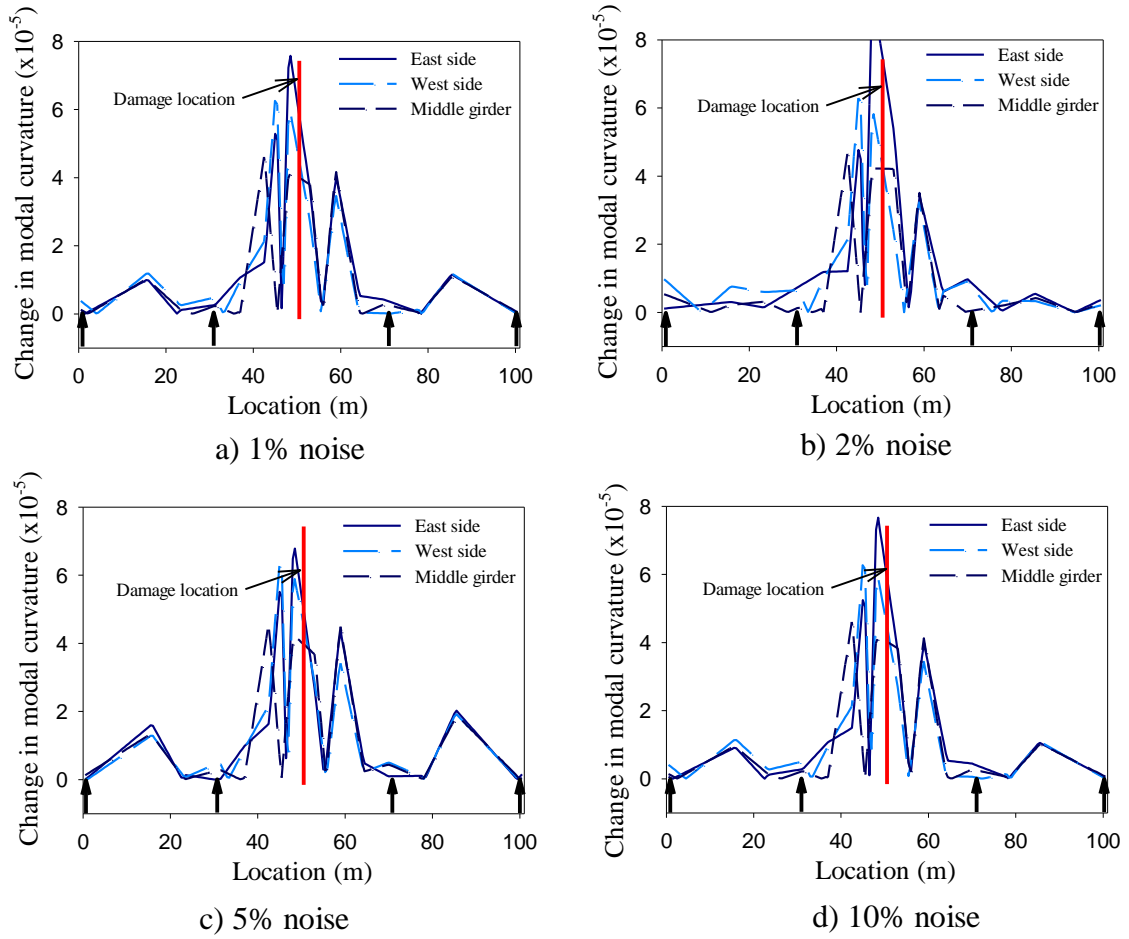 Change in modal curvature (x10-5)
8
6
4
2
0
East side
West side
Middle girder
Damage location
0
20
40
60
80
100
Location (m)
a) 1% noise
Change in modal curvature (x10-5)
8
6
4
2
0
East side
West side
Middle girder
Damage location
0
20
40
60
80
100
Location (m)
b) 2% noise
Change in modal curvature (x10-5)
8
6
4
2
0
East side
West side
Middle girder
Damage location
0
20
40
60
80
100
Location (m)
c) 5% noise
Change in modal curvature (x10-5)
8
6
4
2
0
East side
West side
Middle girder
Damage location
0
20
40
60
80
100
Location (m)
d) 10% noise